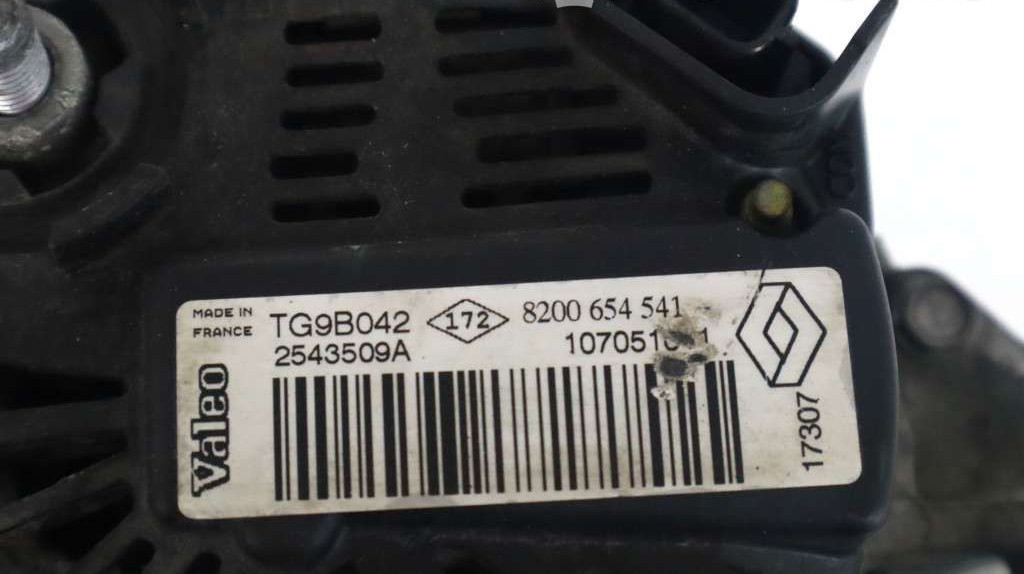 MADE IN
FRANCE
TG9B042
172
8200 654 541
2543509A
Valeo
17307